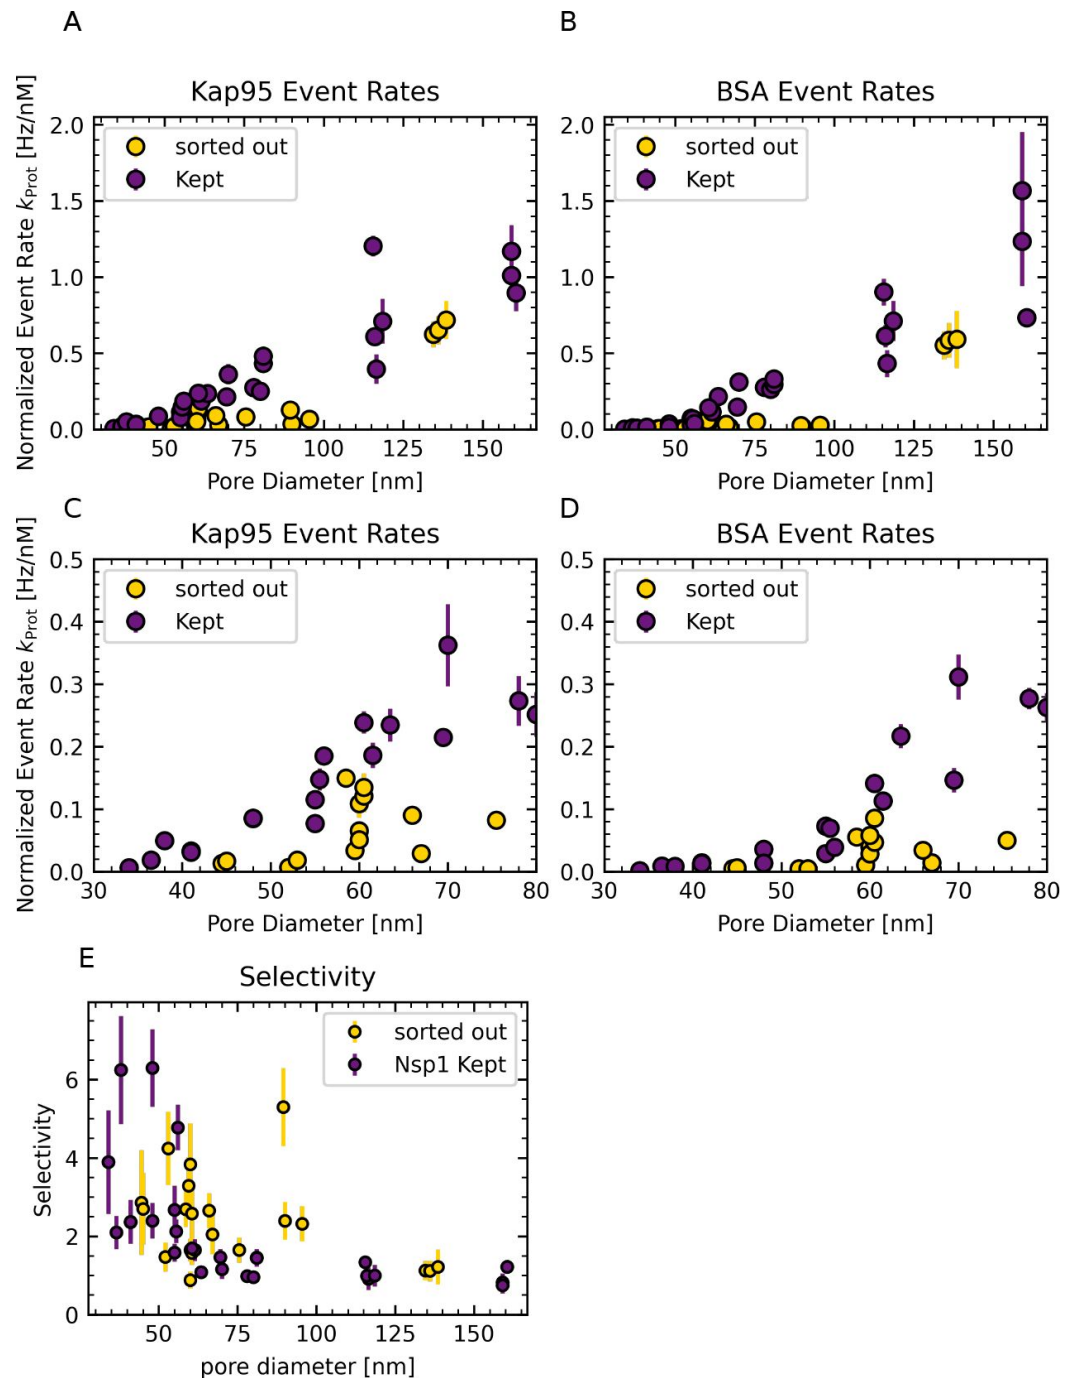 A
B
Kap95 Event Rates
BSA Event Rates
Normalized Event Rate kProt [Hz/nM]
2.0
1.5
1.0
0.5
0.0
sorted out
Kept
50 75 100 125 150
Pore Diameter [nm]
2.0
1.5
1.0
0.5
0.0
sorted out
Kept
50 75 100 125 150
Pore Diameter [nm]
C
D
Kap95 Event Rates
BSA Event Rates
Normalized Event Rate kProt [Hz/nM]
0.5
0.4
0.3
0.2
0.1
0.0
sorted out
Kept
30 40 50 60 70 80
Pore Diameter [nm]
0.5
0.4
0.3
0.2
0.1
0.0
sorted out
Kept
30 40 50 60 70 80
Pore Diameter [nm]
E
Selectivity
Selectivity
6
4
2
0
sorted out
Nsp1 Kept
50 75 100 125 150
pore diameter [nm]